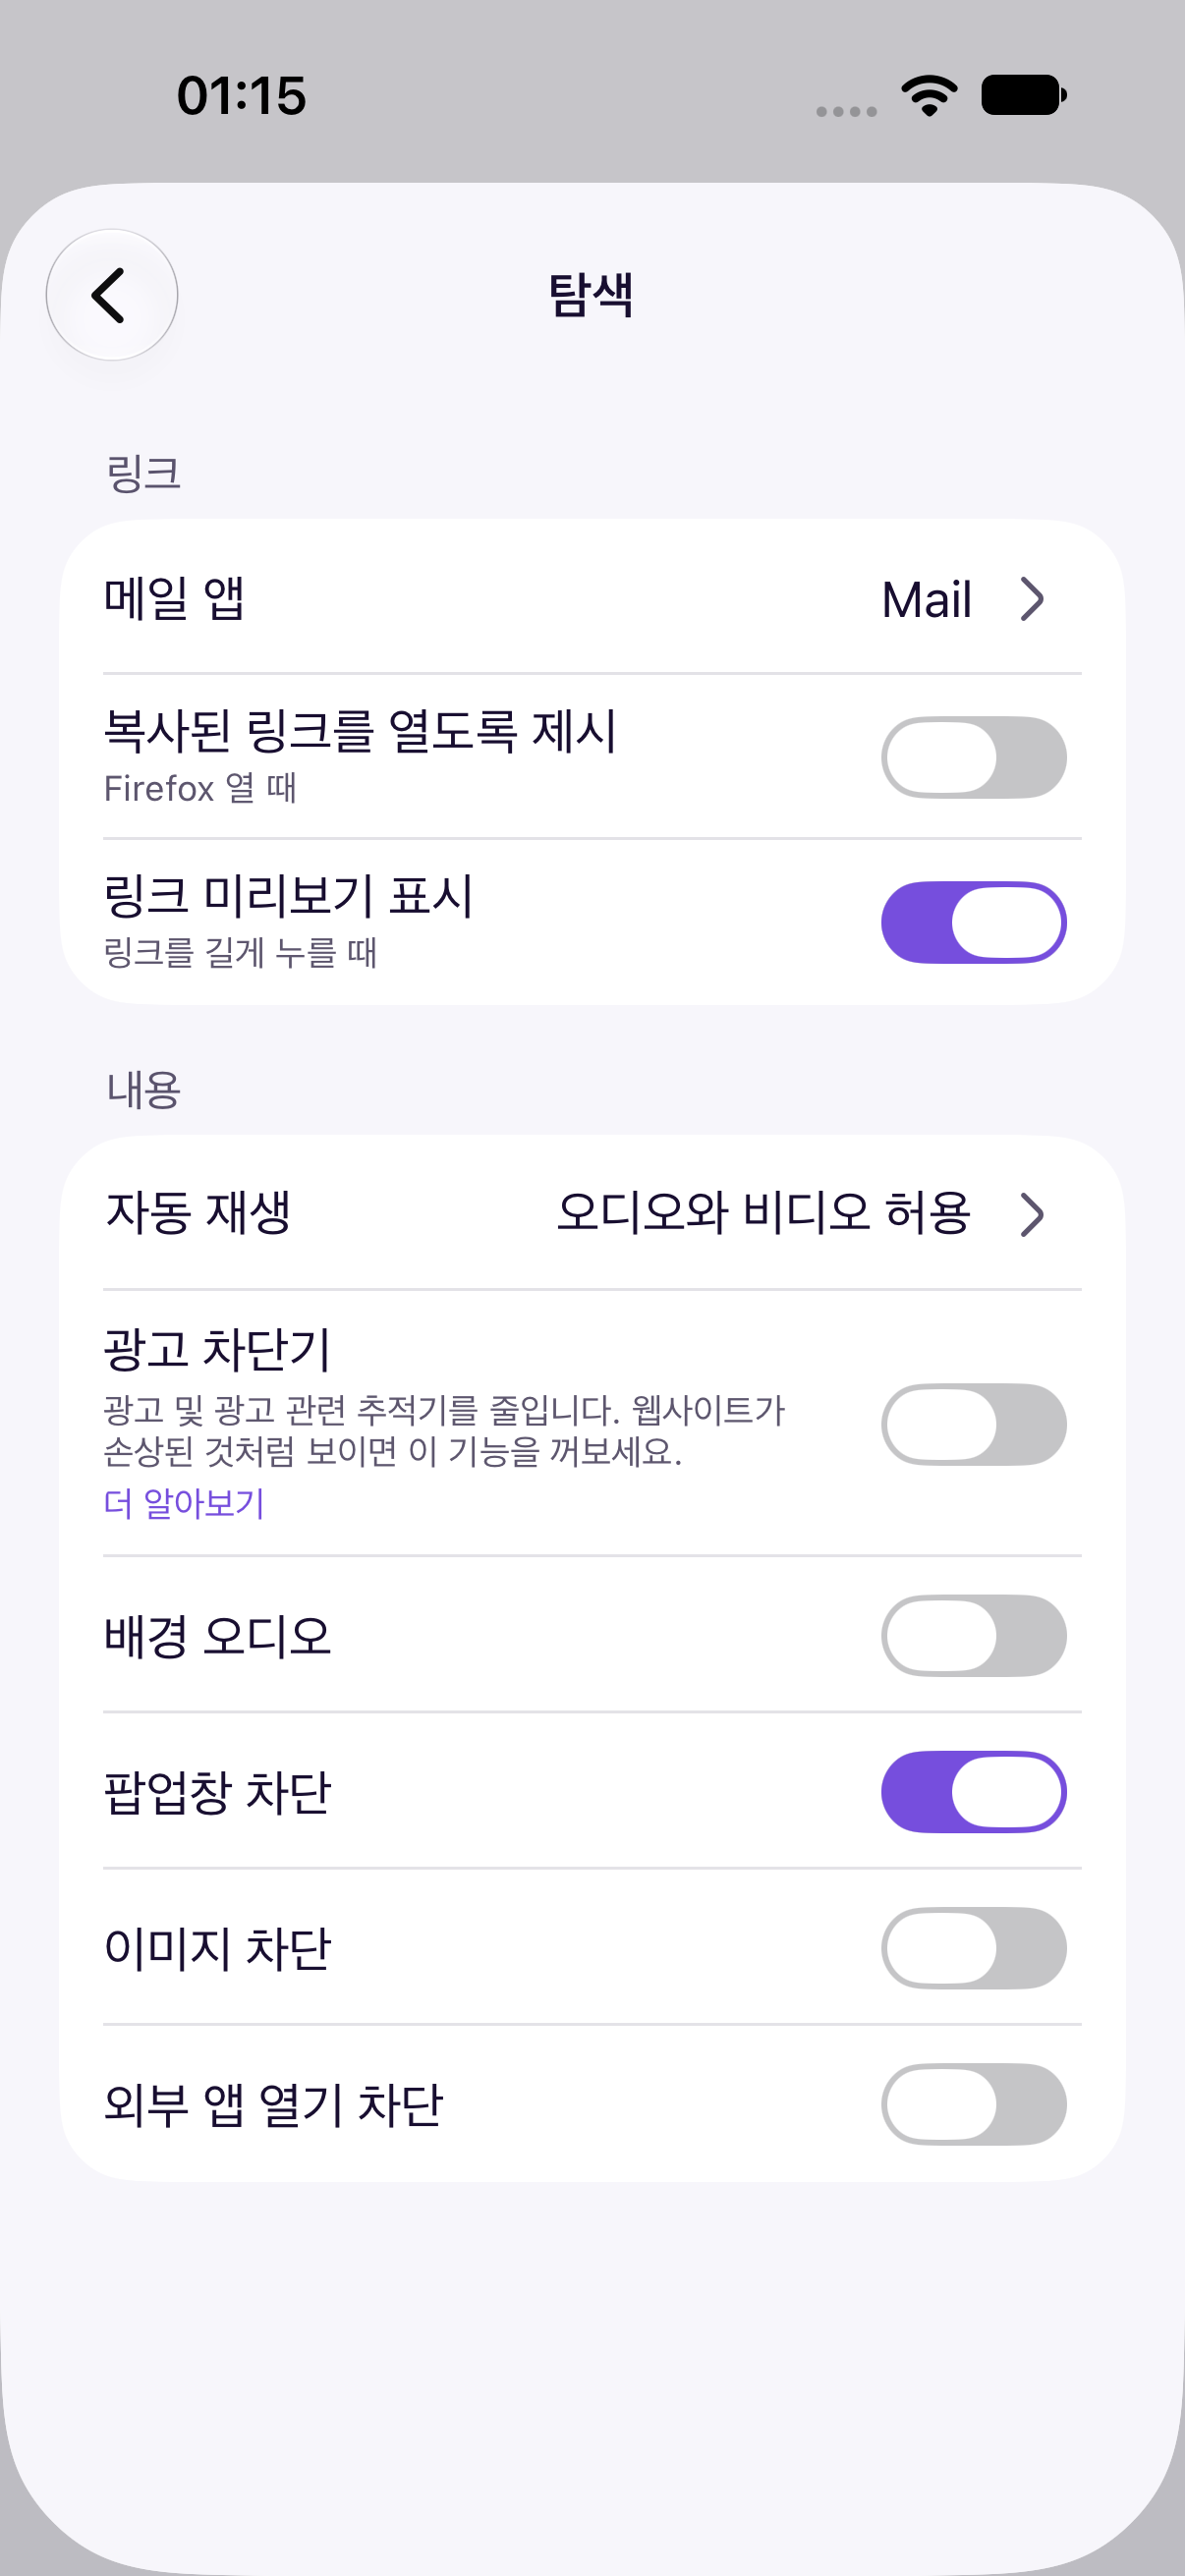 01:15
탐색
링크
메일 앱
Mail
복사된 링크를 열도록 제시
Firefox 열 때
링크 미리보기 표시
링크를 길게 누를 때
내용
자동 재생
오디오와 비디오 허용
광고 차단기
광고 및 광고 관련 추적기를 줄입니다. 웹사이트가
손상된 것처럼 보이면 이 기능을 꺼보세요.
더 알아보기
배경 오디오
팝업창 차단
이미지 차단
외부 앱 열기 차단